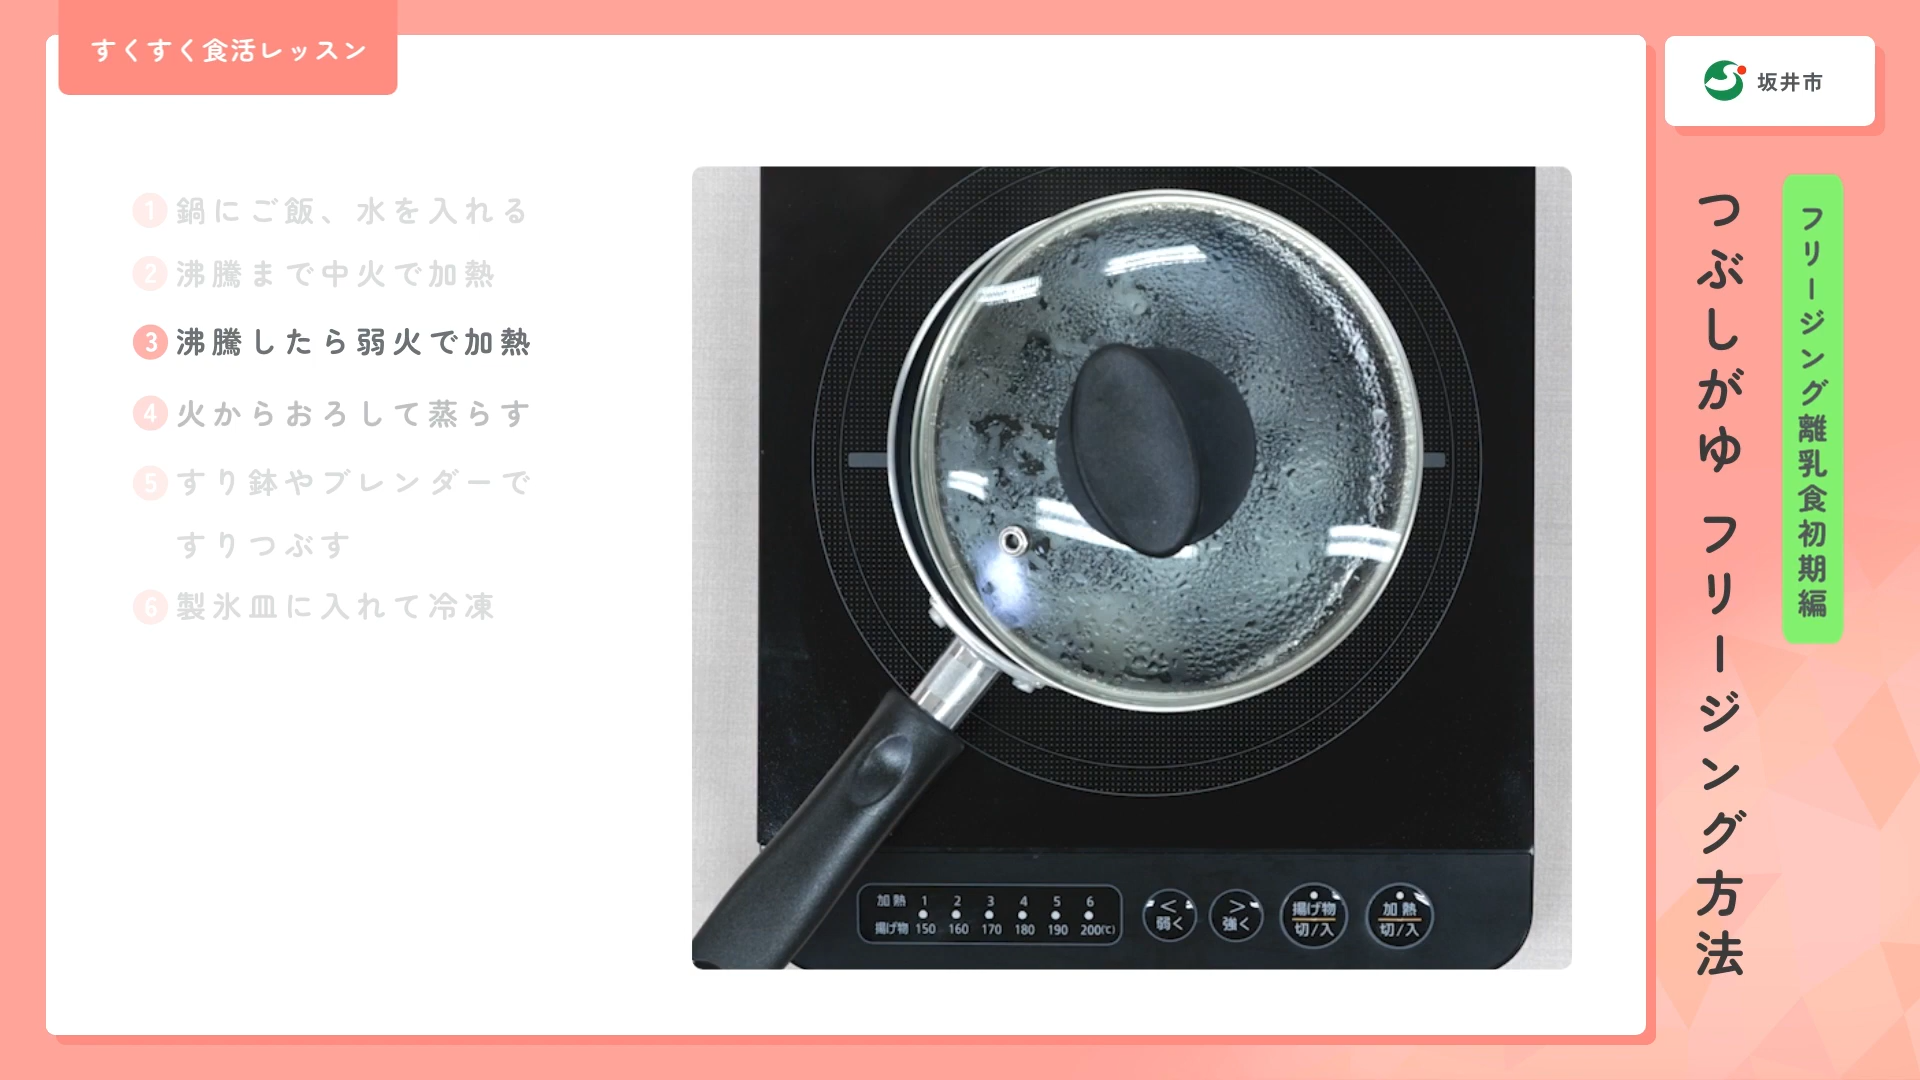 すくすく食活レッスン
坂井市
フリージング離乳食初期編
つぶしがゆ フリージング方法
1 鍋にご飯、水を入れる
2 沸騰まで中火で加熱
3 沸騰したら弱火で加熱
4 火からおろして蒸らす
5 すり鉢やブレンダーで
すりつぶす
6 製氷皿に入れて冷凍
加熱 1 2 3 4 5 6
揚げ物 150 160 170 180 190 200(℃)
< 弱く
> 強く
揚げ物 切/入
加熱 切/入